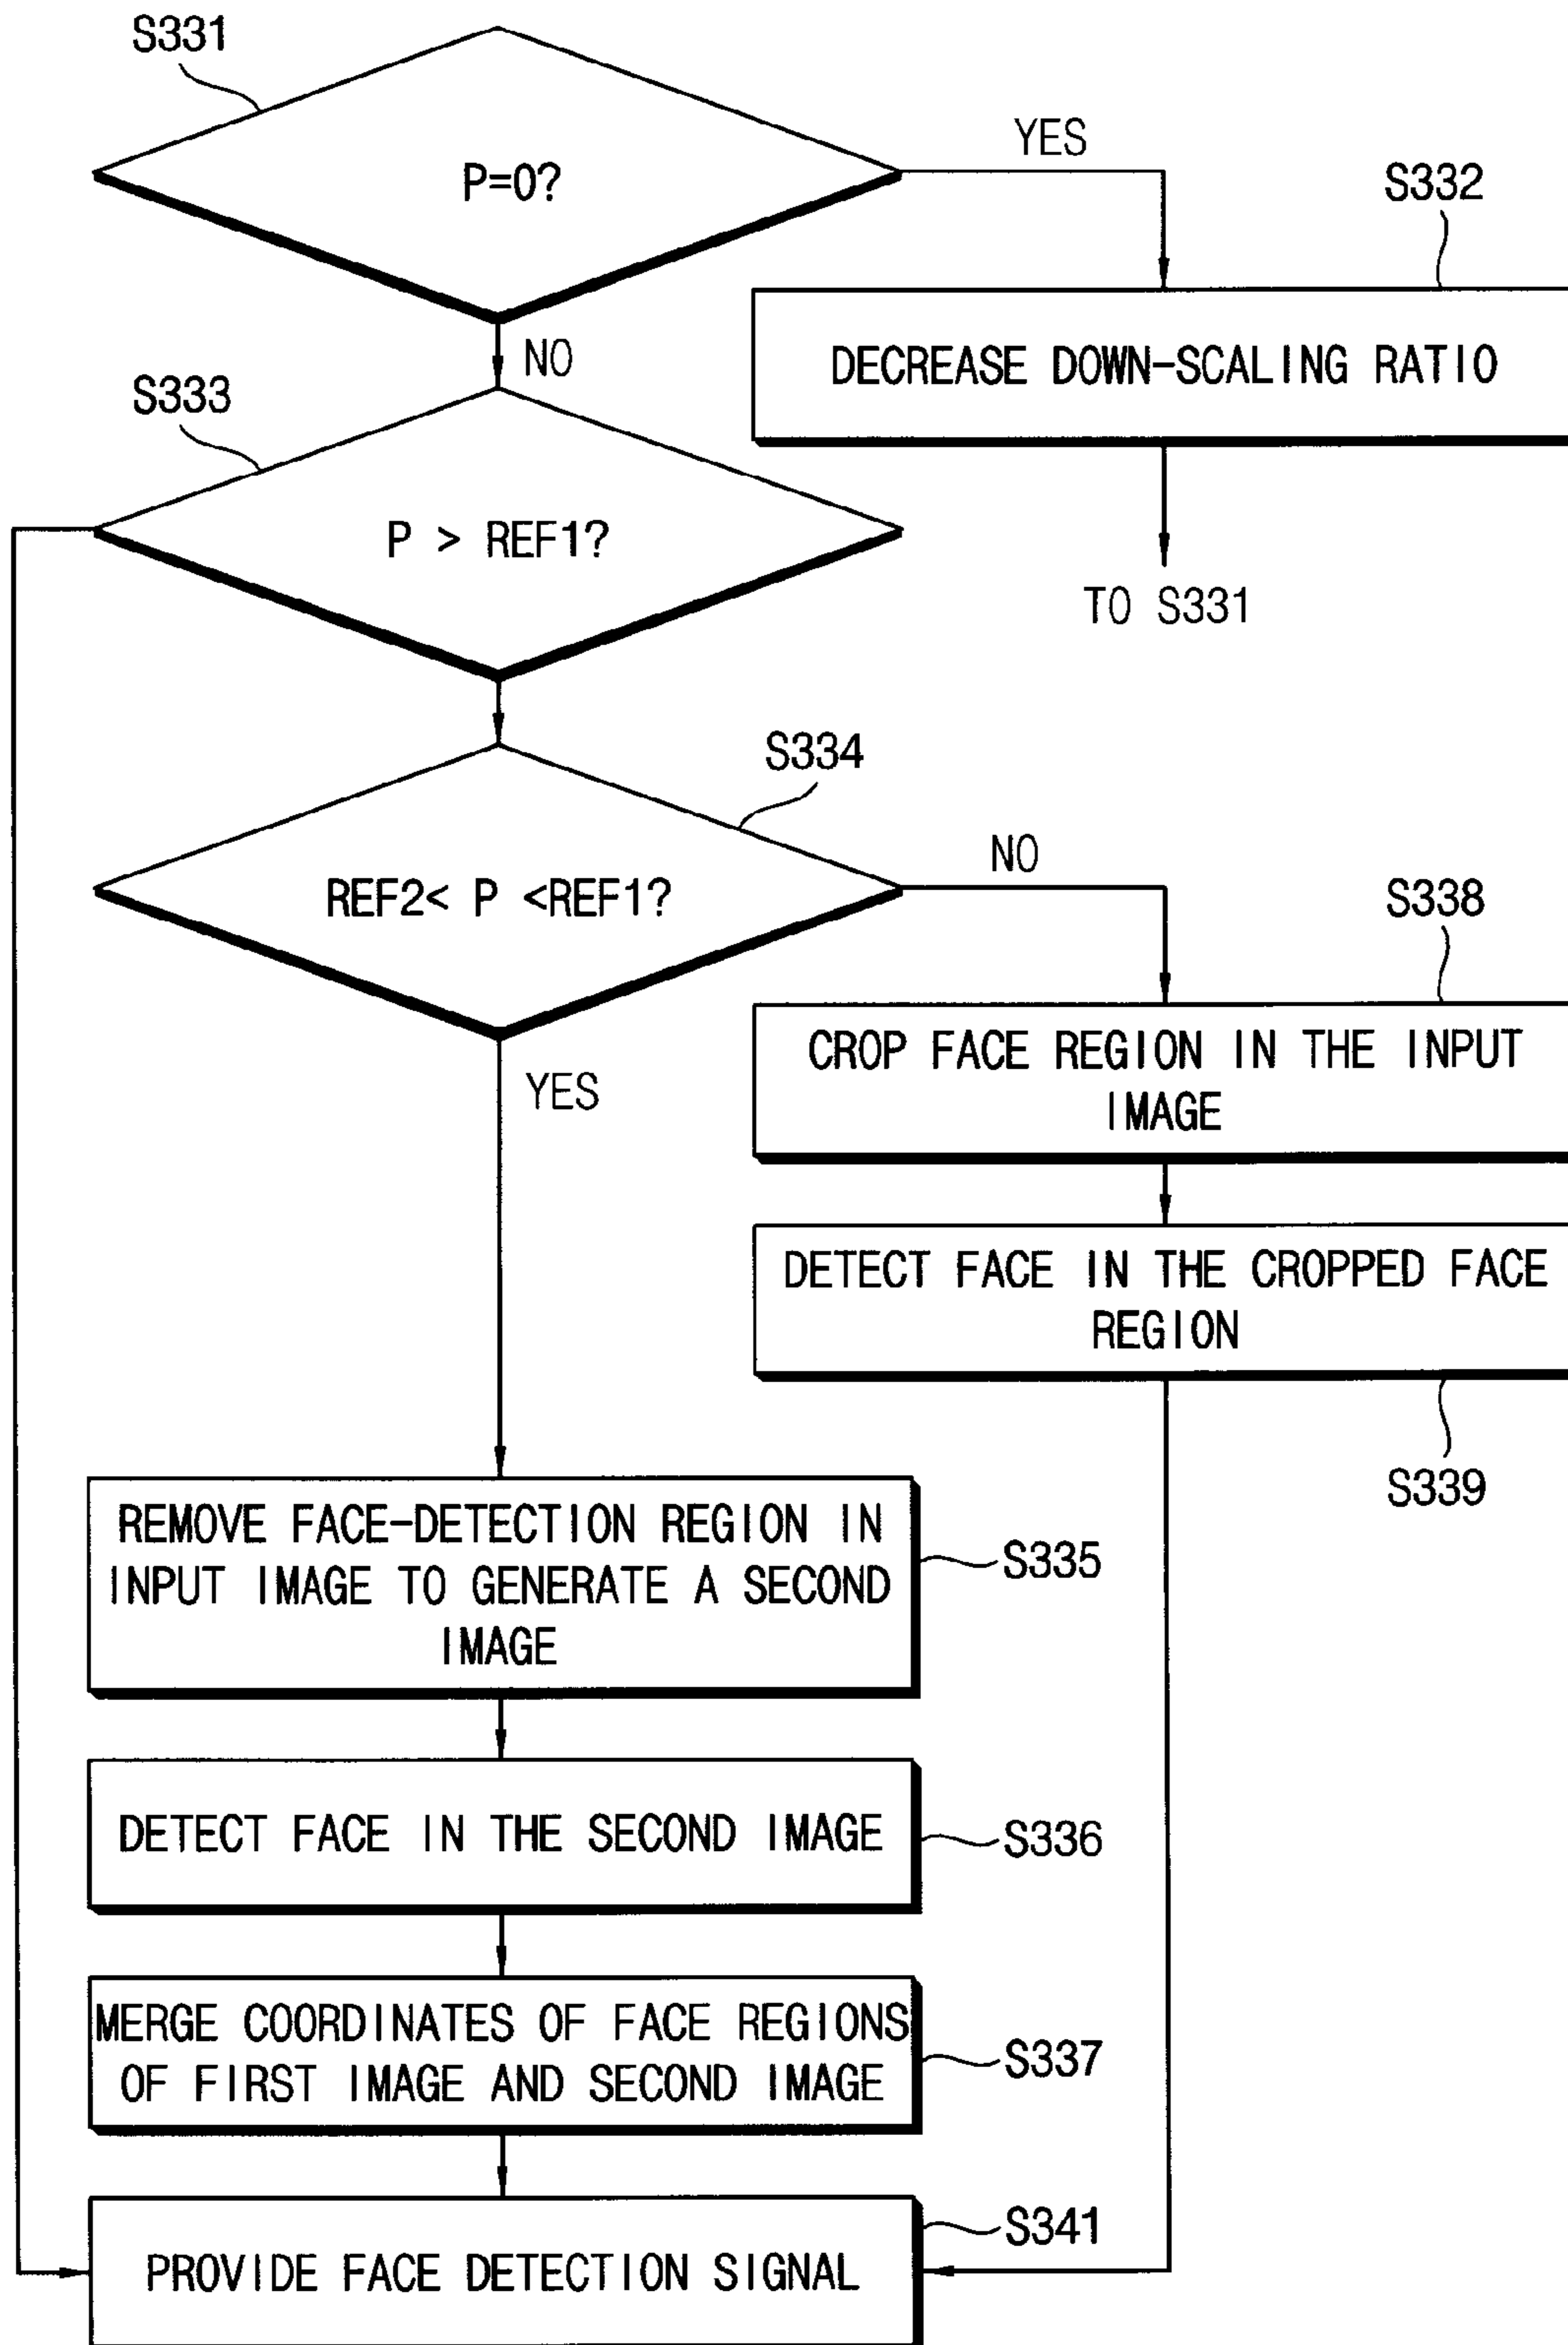 S331
P=0?
YES
S332
DECREASE DOWN-SCALING RATIO
NO
S333
P > REF1?
TO S331
S334
REF2< P <REF1?
NO
S338
CROP FACE REGION IN THE INPUT
IMAGE
YES
DETECT FACE IN THE CROPPED FACE
REGION
S339
REMOVE FACE-DETECTION REGION IN
INPUT IMAGE TO GENERATE A SECOND
IMAGE
S335
DETECT FACE IN THE SECOND IMAGE
S336
MERGE COORDINATES OF FACE REGIONS
OF FIRST IMAGE AND SECOND IMAGE
S337
PROVIDE FACE DETECTION SIGNAL
S341